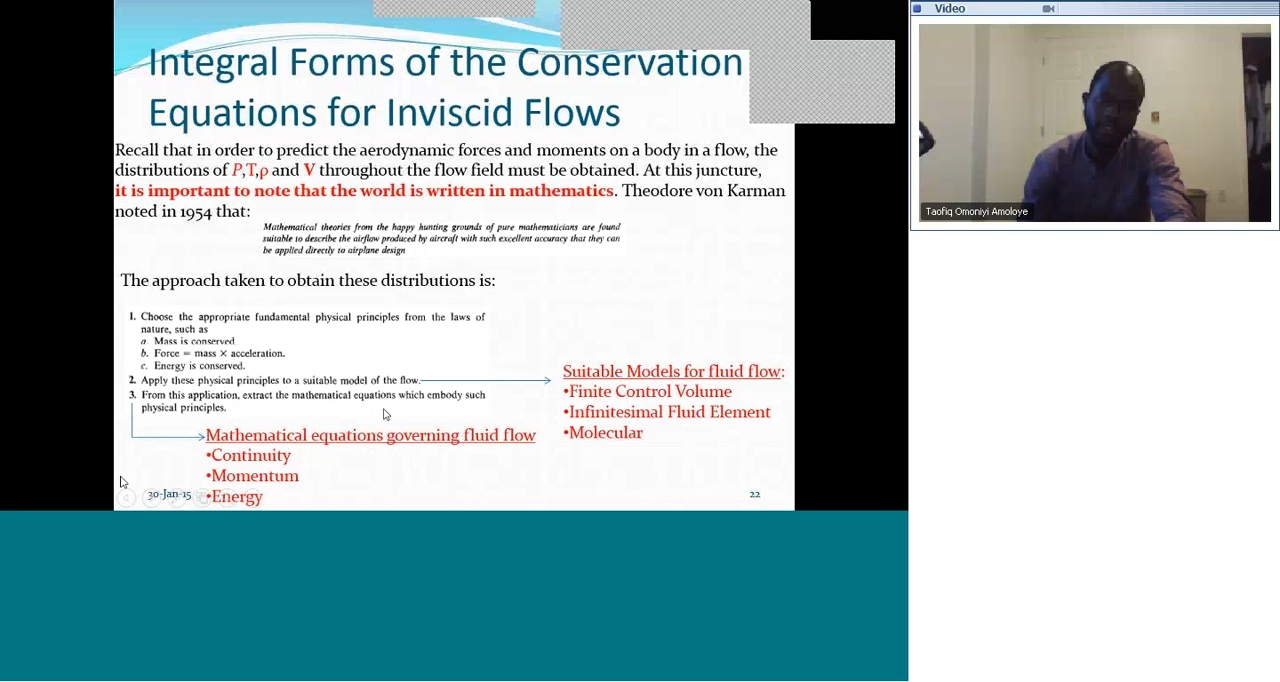 Integral Forms of the Conservation
Equations for Inviscid Flows
Recall that in order to predict the aerodynamic forces and moments on a body in a flow, the
distributions of P,T,ρ and V throughout the flow field must be obtained. At this juncture,
it is important to note that the world is written in mathematics. Theodore von Karman
noted in 1954 that:
Mathematical theories from the happy hunting grounds of pure mathematicians are found
suitable to describe the airflow produced by aircraft with such excellent accuracy that they can
be applied directly to airplane design
The approach taken to obtain these distributions is:
1. Choose the appropriate fundamental physical principles from the laws of
nature, such as
a. Mass is conserved
b. Force = mass × acceleration.
c. Energy is conserved.
2. Apply these physical principles to a suitable model of the flow.
3. From this application, extract the mathematical equations which embody such
physical principles.
Suitable Models for fluid flow:
•Finite Control Volume
•Infinitesimal Fluid Element
•Molecular
Mathematical equations governing fluid flow
•Continuity
•Momentum
•Energy
30-Jan-15
22
Video
Taofiq Omoniyi Amoloye